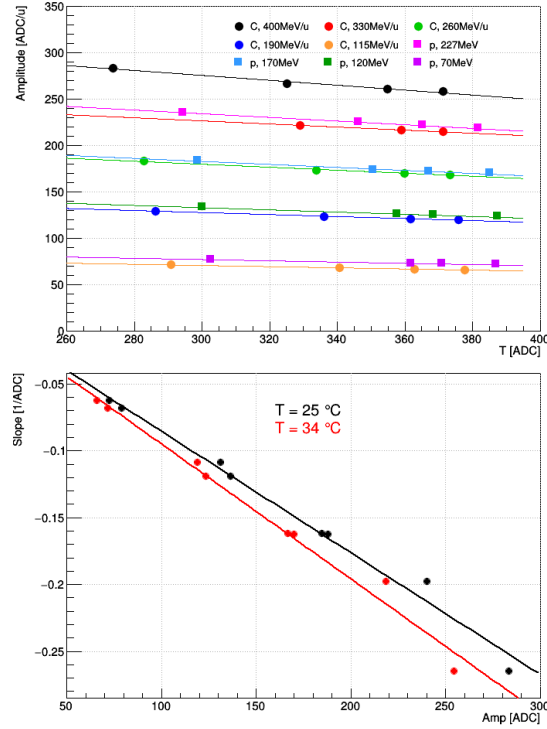 Amplitude [ADC/u]
350
300
250
200
150
100
50
0
C, 400MeV/u
C, 330MeV/u
C, 260MeV/u
C, 190MeV/u
C, 115MeV/u
p, 227MeV
p, 170MeV
p, 120MeV
p, 70MeV
260
280
300
320
340
360
380
400
T [ADC]
Slope [1/ADC]
−0.05
−0.1
−0.15
−0.2
−0.25
T = 25 °C
T = 34 °C
50
100
150
200
250
300
Amp [ADC]